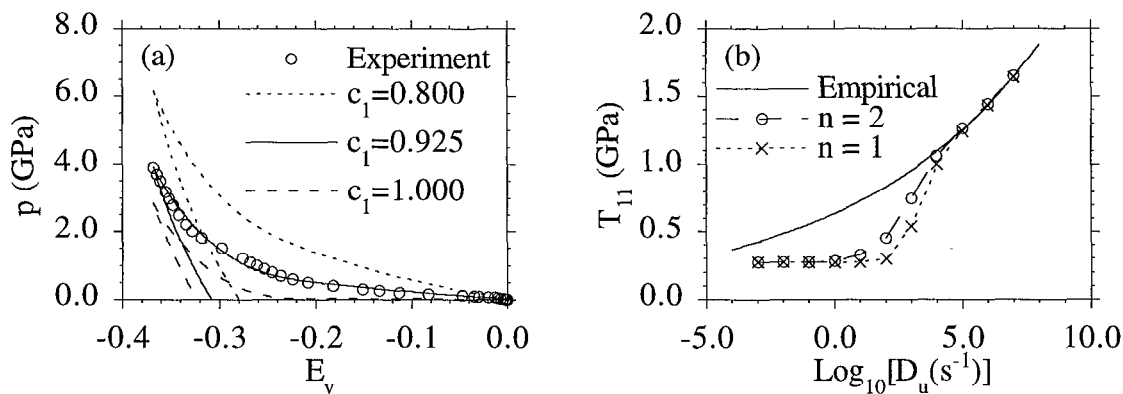 (a)
Experiment
c₁=0.800
c₁=0.925
c₁=1.000
p (GPa)
8.0
6.0
4.0
2.0
0.0
-0.4 -0.3 -0.2 -0.1 0.0
E_v
(b)
Empirical
n = 2
n = 1
T₁₁ (GPa)
2.0
1.5
1.0
0.5
0.0
-5.0 0.0 5.0 10.0
Log₁₀[D_u(s⁻¹)]